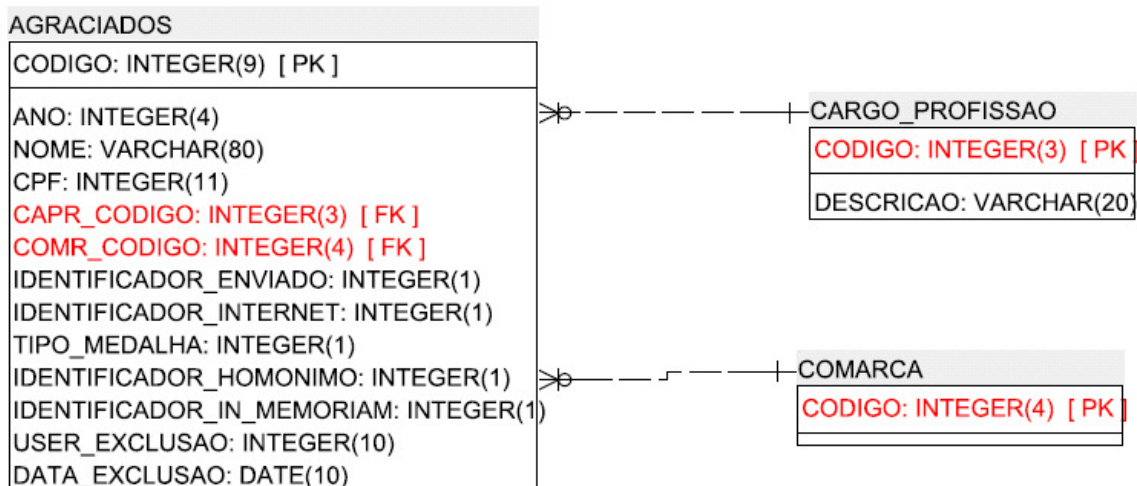 AGRACIADOS
CODIGO: INTEGER(9) [ PK ]
ANO: INTEGER(4)
NOME: VARCHAR(80)
CPF: INTEGER(11)
CAPR_CODIGO: INTEGER(3) [ FK ]
COMR_CODIGO: INTEGER(4) [ FK ]
IDENTIFICADOR_ENVIADO: INTEGER(1)
IDENTIFICADOR_INTERNET: INTEGER(1)
TIPO_MEDALHA: INTEGER(1)
IDENTIFICADOR_HOMONIMO: INTEGER(1)
IDENTIFICADOR_IN_MEMORIAM: INTEGER(1)
USER_EXCLUSAO: INTEGER(10)
DATA_EXCLUSAO: DATE(10)
CARGO_PROFISSAO
CODIGO: INTEGER(3) [ PK ]
DESCRICAO: VARCHAR(20)
COMARCA
CODIGO: INTEGER(4) [ PK ]